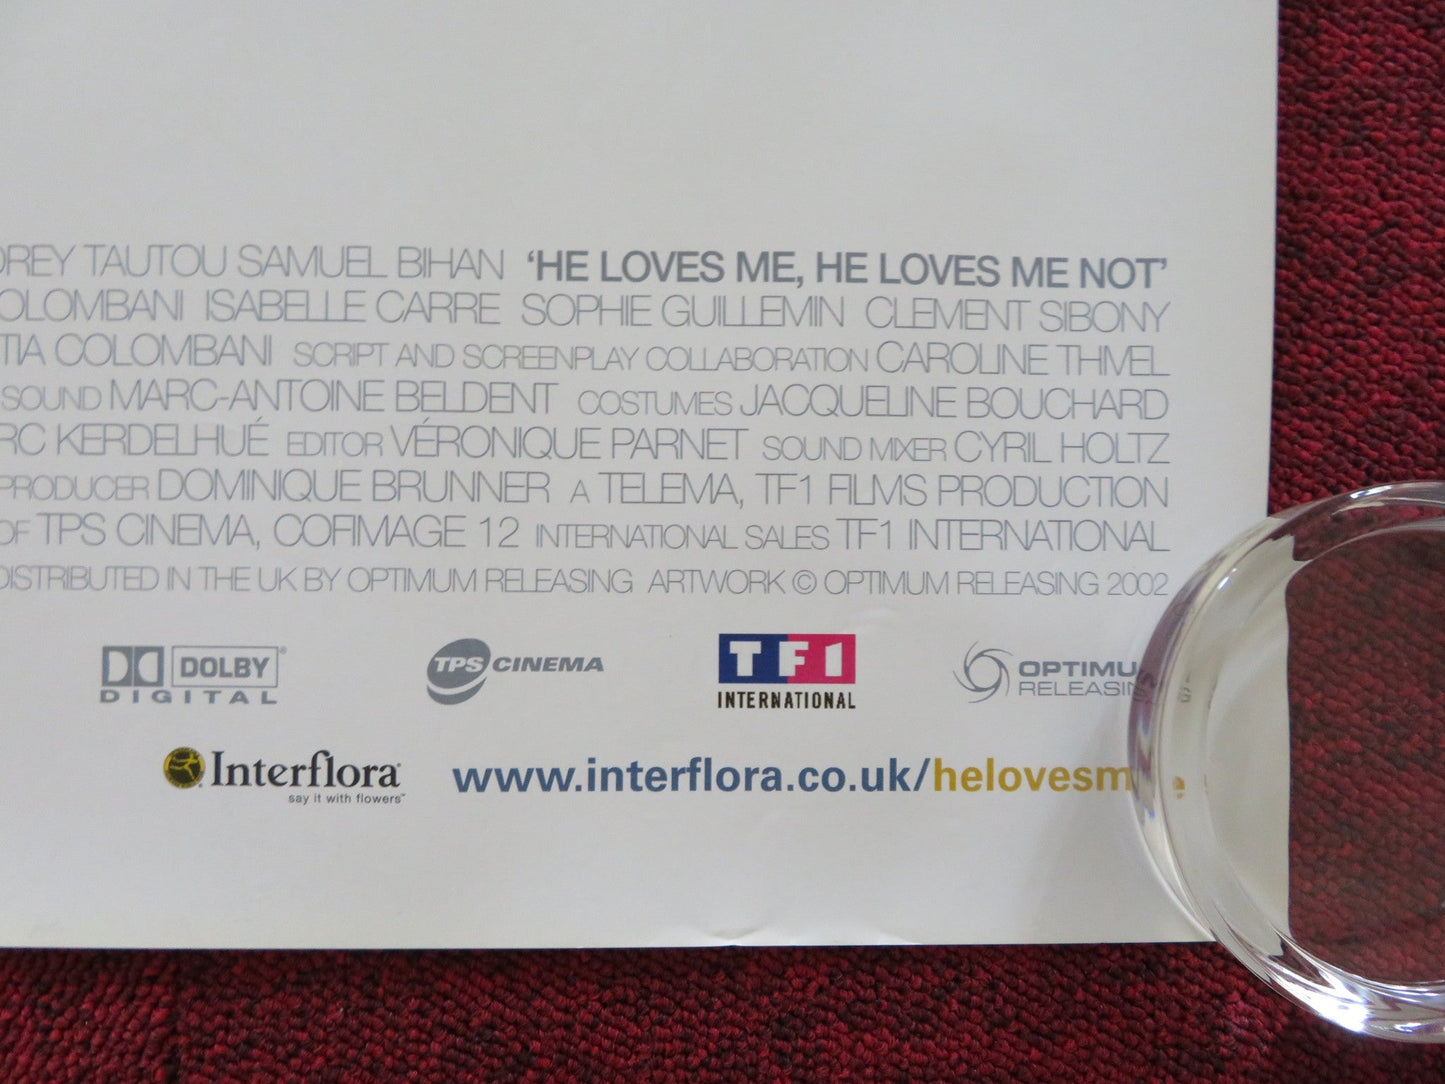 OREY TAUTOU SAMUEL BIHAN 'HE LOVES ME, HE LOVES ME NOT'
COLOMBANI ISABELLE CARRE SOPHIE GUILLEMIN CLEMENT SIBONY
TIA COLOMBANI SCRIPT AND SCREENPLAY COLLABORATION CAROLINE THIVEL
SOUND MARC-ANTOINE BELDENT COSTUMES JACQUELINE BOUCHARD
RC KERDELHUÉ EDITOR VÉRONIQUE PARNET SOUND MIXER CYRIL HOLTZ
PRODUCER DOMINIQUE BRUNNER A TELEMA, TF1 FILMS PRODUCTION
OF TPS CINEMA, COFIMAGE 12 INTERNATIONAL SALES TF1 INTERNATIONAL
DISTRIBUTED IN THE UK BY OPTIMUM RELEASING ARTWORK © OPTIMUM RELEASING 2002
DOLBY® DIGITAL
TPS CINEMA
TF1 INTERNATIONAL
OPTIMU
RELEASIN
Interflora®
say it with flowers™
www.interflora.co.uk/helovesm